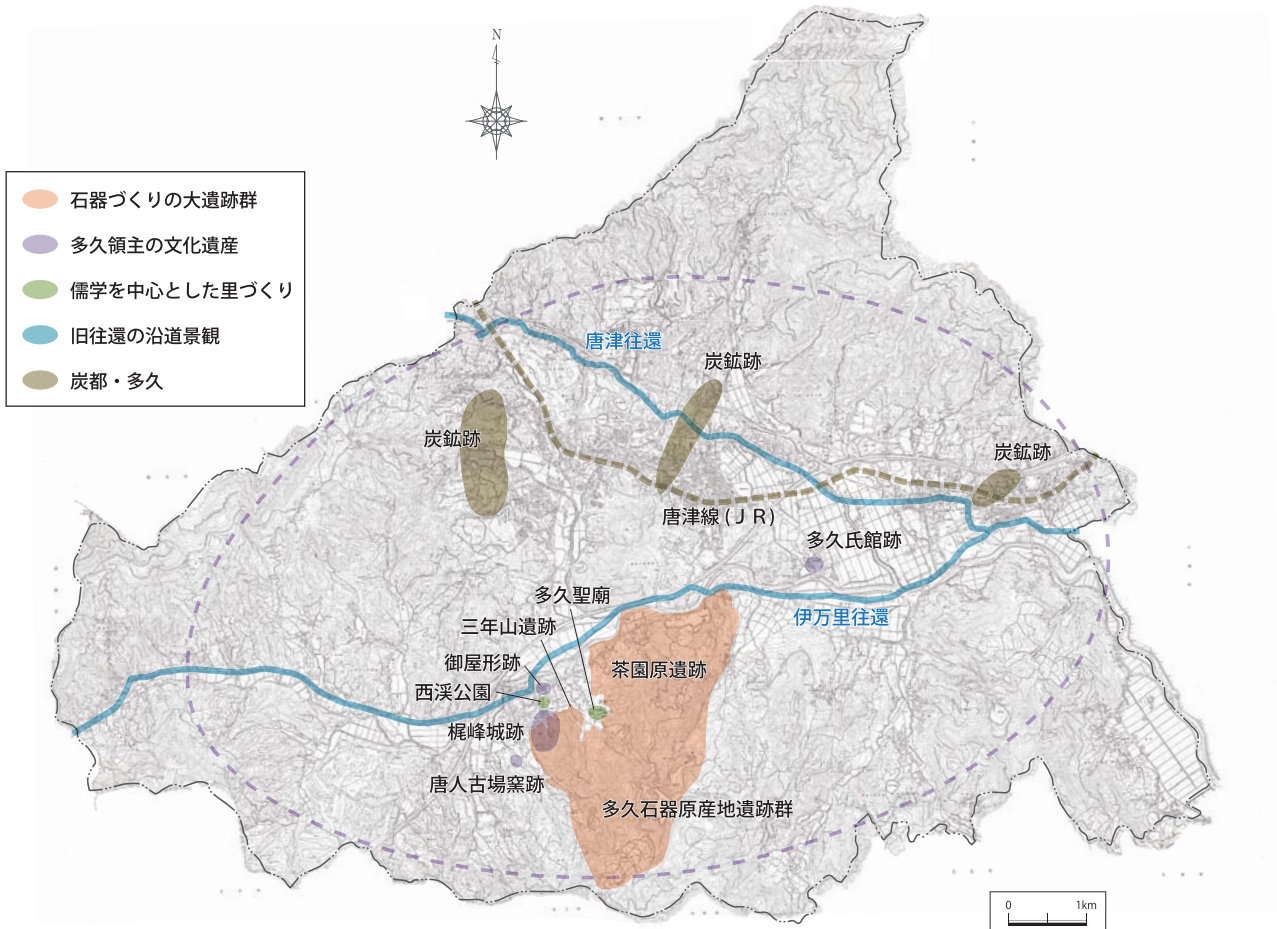 N
石器づくりの大遺跡群
多久領主の文化遺産
儒学を中心とした里づくり
旧往還の沿道景観
炭都・多久
唐津往還
炭鉱跡
炭鉱跡
炭鉱跡
唐津線(JR)
多久氏館跡
多久聖廟
伊万里往還
三年山遺跡
御屋形跡
茶園原遺跡
西渓公園
梶峰城跡
唐人古場窯跡
多久石器原産地遺跡群
0 1km